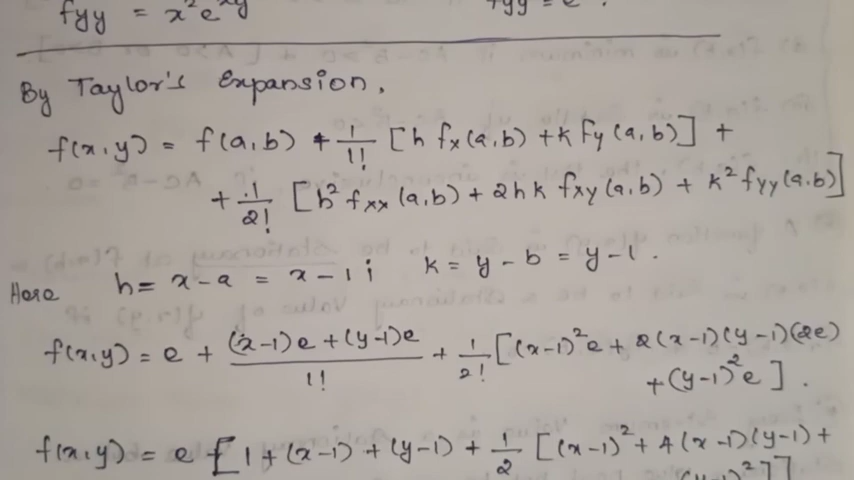 fyy = x²e^xy
By Taylor's Expansion.
f(x,y) = f(a,b) + 1/1! [h fx(a,b) + k fy(a,b)] +
+ 1/2! [h² fxx(a,b) + 2hk fxy(a,b) + k² fyy(a,b)]
Here h = x-a = x-1; k = y-b = y-1.
f(x,y) = e + (x-1)e+(y-1)e/1! + 1/2! [(x-1)²e + 2(x-1)(y-1)(2e)
+(y-1)²e].
f(x,y) = e [1+(x-1)+(y-1)+ 1/2 [(x-1)²+4(x-1)(y-1)+
(y-1)²]]